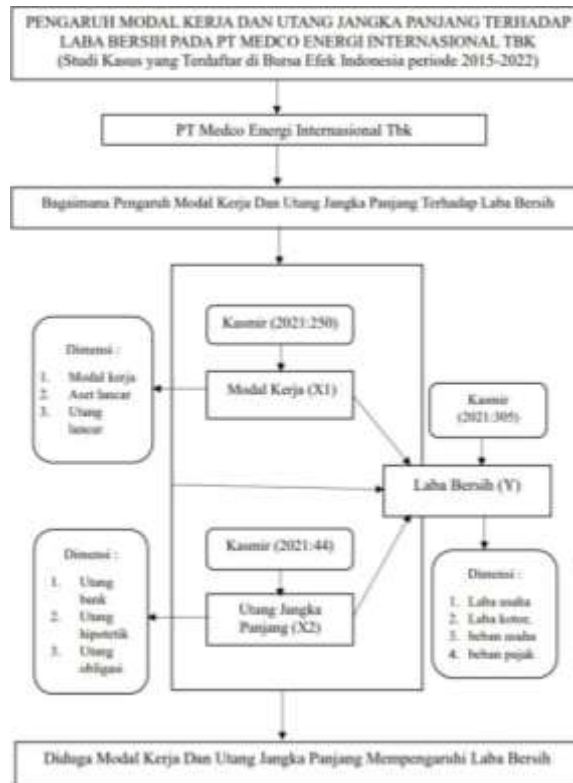 PENGARUH MODAL KERJA DAN UTANG JANGKA PANJANG TERHADAP
LABA BERSIH PADA PT MEDCO ENERGI INTERNASIONAL TBK
(Studi Kasus yang Terdaftar di Bursa Efek Indonesia periode 2015-2022)
PT Medco Energi Internasional Tbk
Bagaimana Pengaruh Modal Kerja Dan Utang Jangka Panjang Terhadap Laba Bersih
Kasmir (2021:250)
Dimensi :
1. Modal kerja
2. Aset lancar
3. Utang
lancar
Modal Kerja (X1)
Kasmir
(2021:305)
Laba Bersih (Y)
Kasmir (2021:44)
Dimensi :
1. Utang
bank
2. Utang
hipotetik
3. Utang
obligasi
Utang Jangka
Panjang (X2)
Dimensi :
1. Laba usaha
2. Laba kotor,
3. beban usaha
4. beban pajak
Diduga Modal Kerja Dan Utang Jangka Panjang Mempengaruhi Laba Bersih